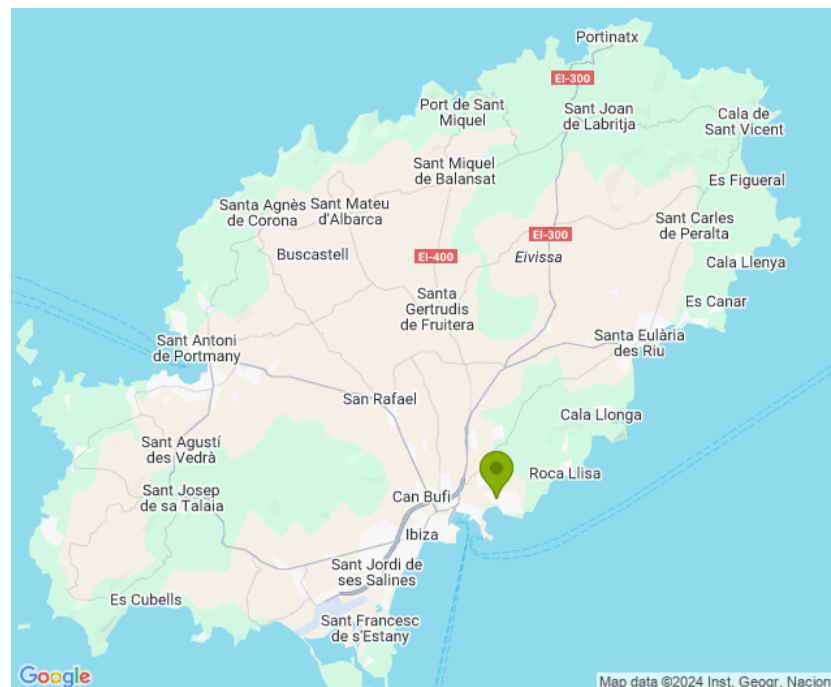 Portinatx
EI-300
Port de Sant
Miquel
Sant Joan
de Labritja
Cala de
Sant Vicent
Sant Miquel
de Balansat
Es Figueral
Santa Agnès
de Corona
Sant Mateu
d'Albarca
Sant Carles
de Peralta
EI-300
Buscastell
EI-400
Eivissa
Cala Llenya
Santa
Gertrudis
de Fruitera
Es Canar
Sant Antoni
de Portmany
Santa Eulària
des Riu
San Rafael
Cala Llonga
Sant Agustí
des Vedrà
Roca Llisa
Sant Josep
de sa Talaia
Can Bufi
Ibiza
Sant Jordi de
ses Salines
Es Cubells
Sant Francesc
de s'Estany
Google
Map data ©2024 Inst. Geogr. Nacion